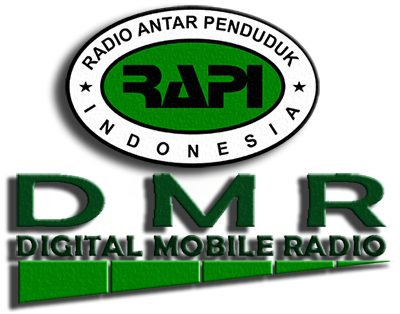 RADIO ANTAR PENDUDUK
RAPI
INDONESIA
DMR
DIGITAL MOBILE RADIO